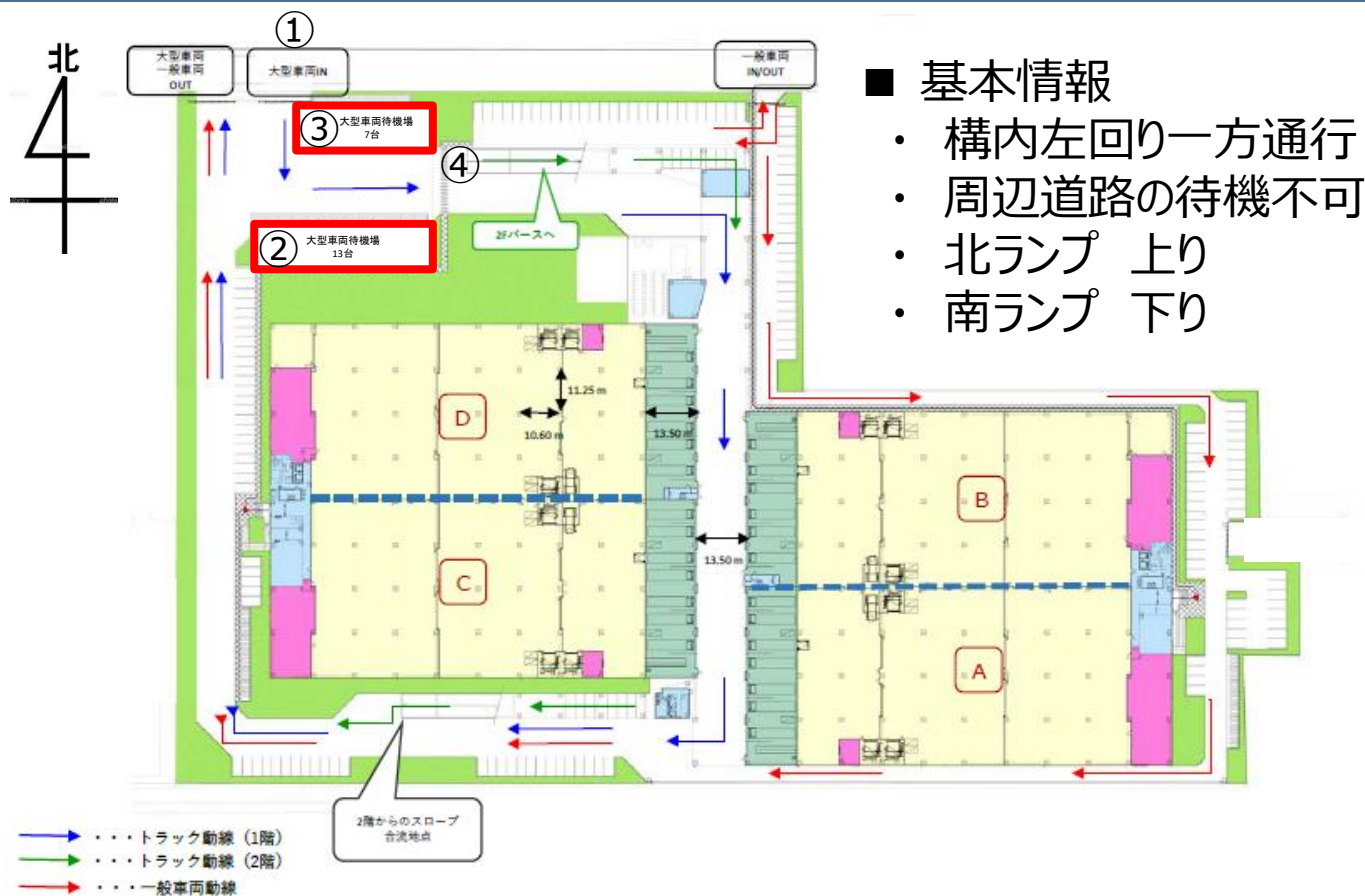 ①
北
大型車両
一般車両
OUT
大型車両IN
一般車両
IN/OUT
■ 基本情報
・ 構内左回り一方通行
・ 周辺道路の待機不可
・ 北ランプ 上り
・ 南ランプ 下り
③
大型車両待機場
7台
④
②
大型車両待機場
13台
2Fバースへ
11.25 m
D
10.60 m
13.50 m
B
C
13.50 m
A
2階からのスロープ
合流地点
・・・トラック動線（1階）
・・・トラック動線（2階）
・・・一般車両動線